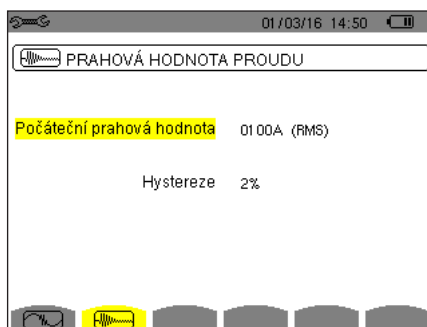 01/03/16 14:50
PRAHOVÁ HODNOTA PROUDU
Počáteční prahová hodnota 0100A (RMS)
Hystereze 2%